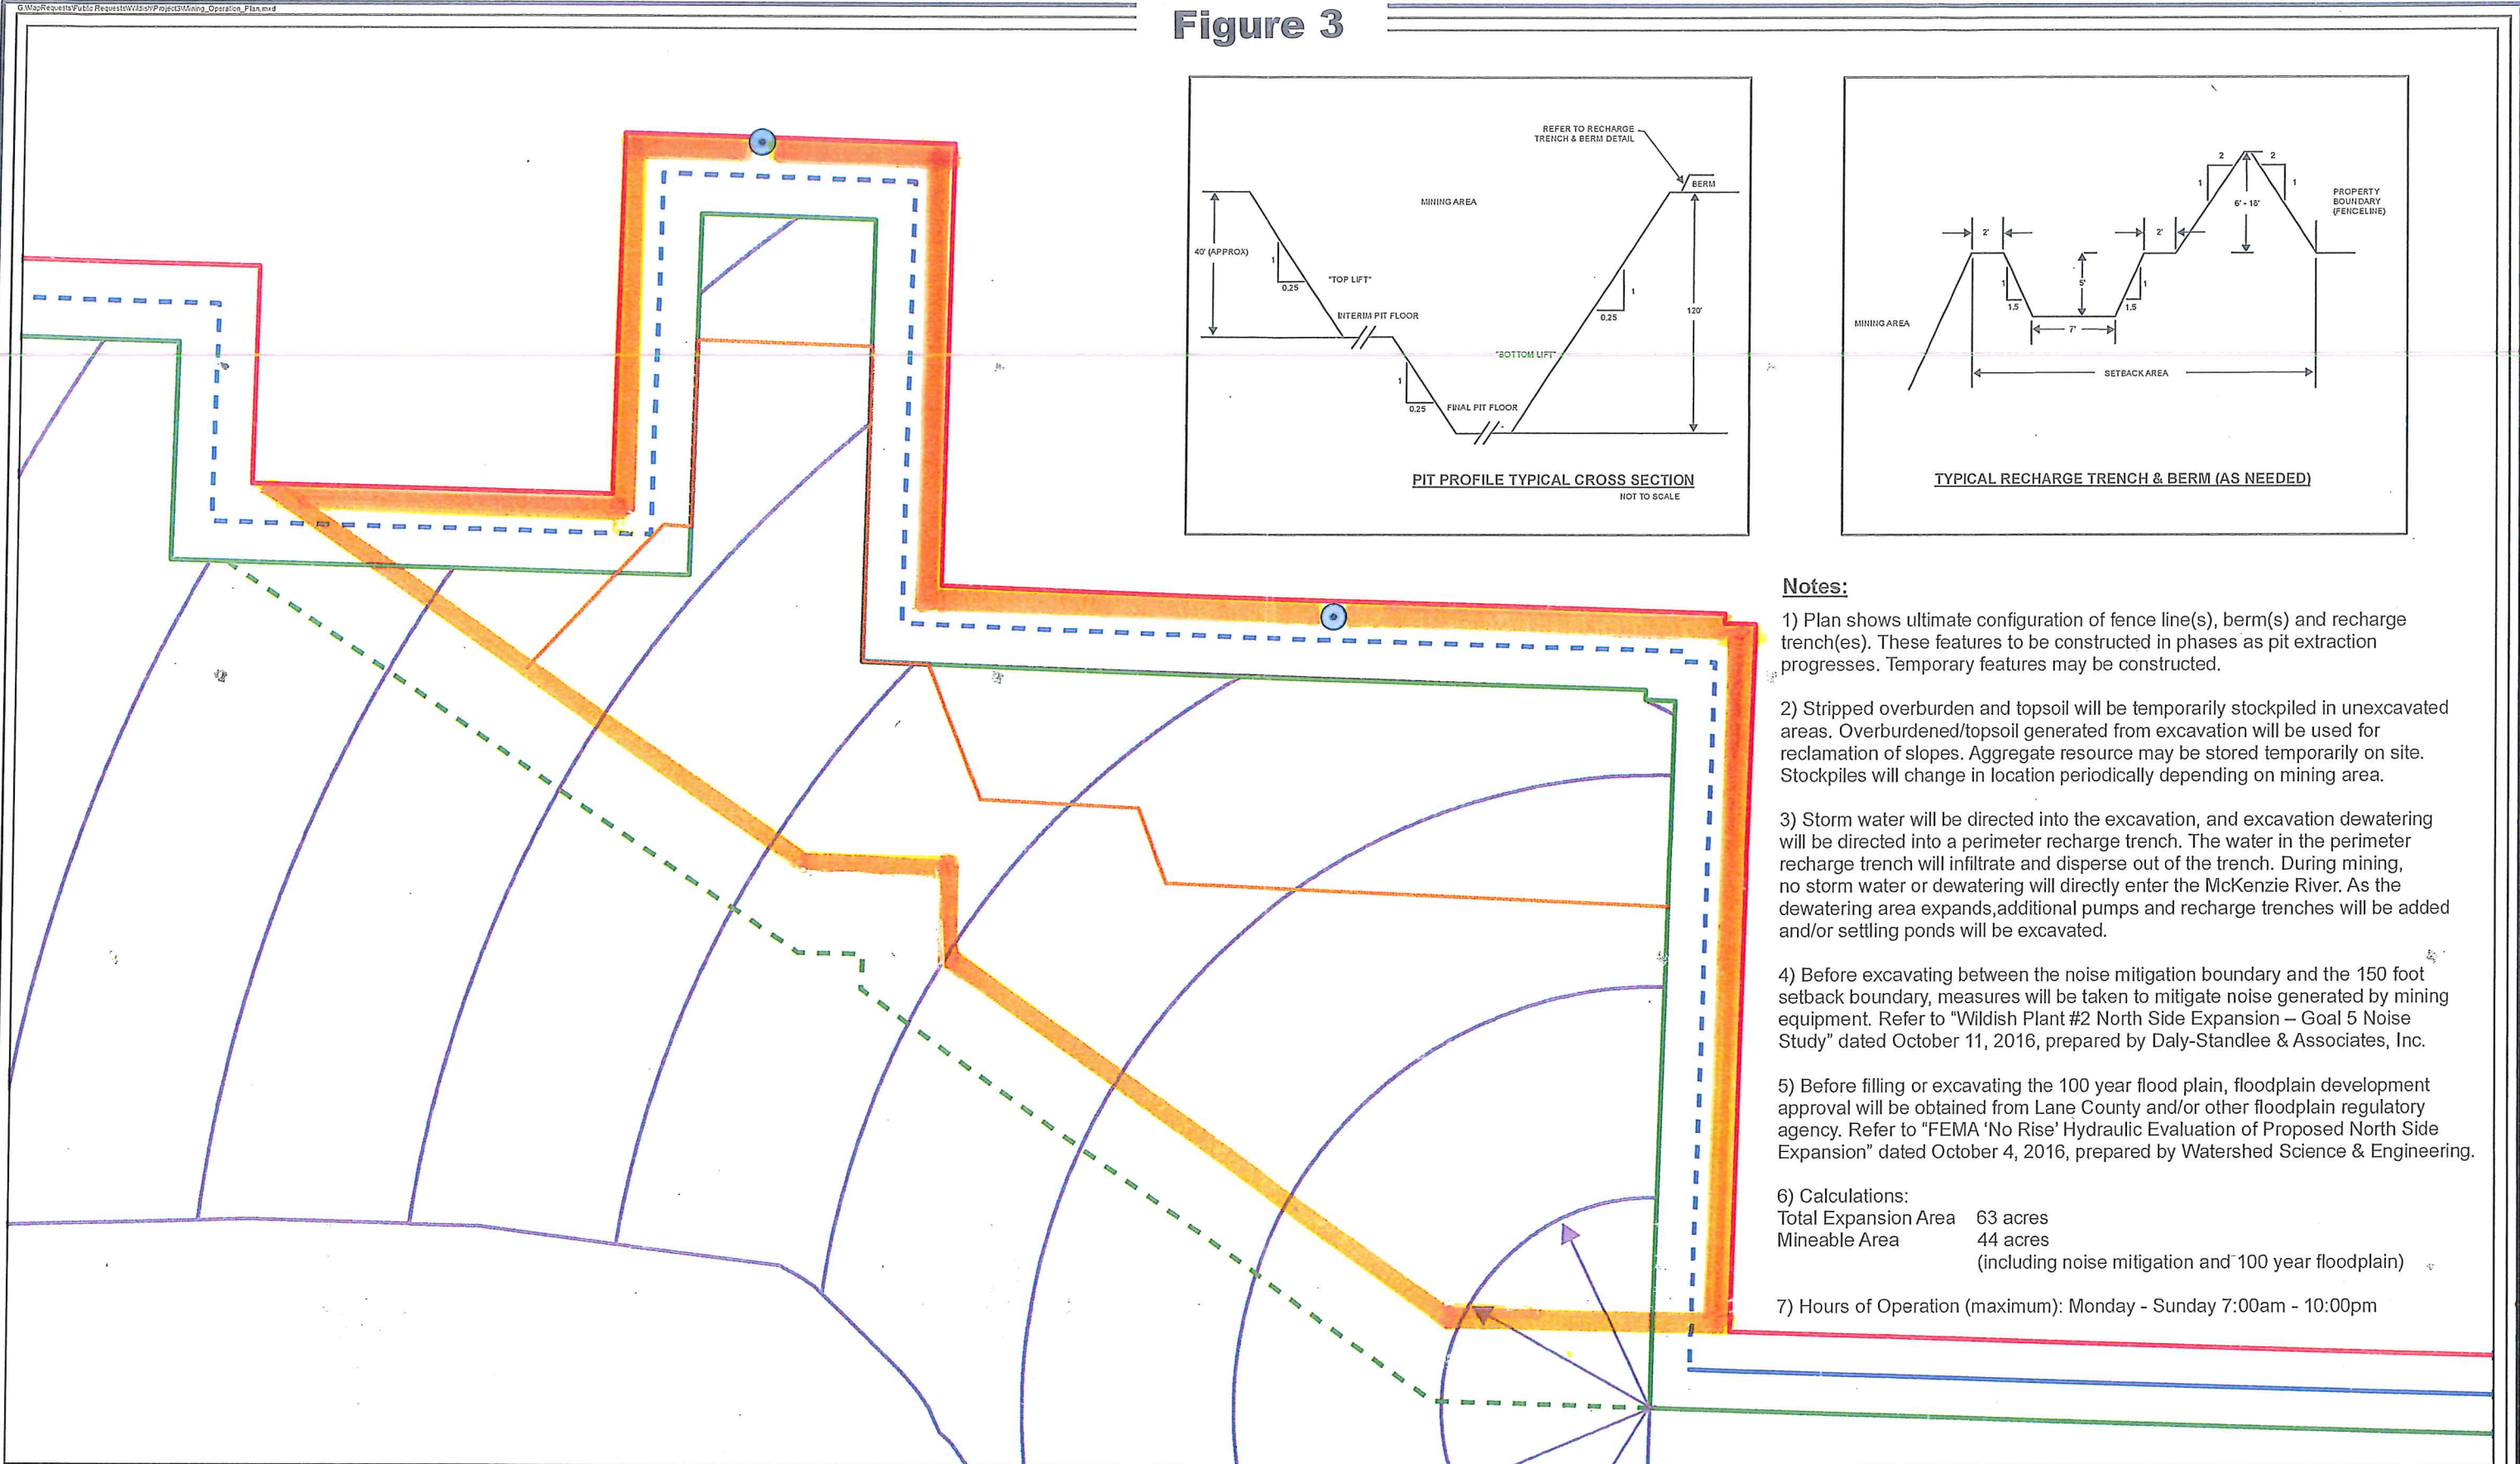 G:\MapRequests\Public Requests\Wildish\Project3\Mining_Operation_Plan.mxd
Figure 3
REFER TO RECHARGE
TRENCH & BERM DETAIL
BERM
MINING AREA
40' (APPROX)
1
0.25
"TOP LIFT"
INTERIM PIT FLOOR
1
0.25
120'
"BOTTOM LIFT"
1
0.25
FINAL PIT FLOOR
PIT PROFILE TYPICAL CROSS SECTION
NOT TO SCALE
2
2
1
1
6' - 18'
PROPERTY
BOUNDARY
(FENCELINE)
2'
2'
5'
1
1.5
1
1.5
7'
MINING AREA
SETBACK AREA
TYPICAL RECHARGE TRENCH & BERM (AS NEEDED)
Notes:
1) Plan shows ultimate configuration of fence line(s), berm(s) and recharge
trench(es). These features to be constructed in phases as pit extraction
progresses. Temporary features may be constructed.
2) Stripped overburden and topsoil will be temporarily stockpiled in unexcavated
areas. Overburdened/topsoil generated from excavation will be used for
reclamation of slopes. Aggregate resource may be stored temporarily on site.
Stockpiles will change in location periodically depending on mining area.
3) Storm water will be directed into the excavation, and excavation dewatering
will be directed into a perimeter recharge trench. The water in the perimeter
recharge trench will infiltrate and disperse out of the trench. During mining,
no storm water or dewatering will directly enter the McKenzie River. As the
dewatering area expands,additional pumps and recharge trenches will be added
and/or settling ponds will be excavated.
4) Before excavating between the noise mitigation boundary and the 150 foot
setback boundary, measures will be taken to mitigate noise generated by mining
equipment. Refer to "Wildish Plant #2 North Side Expansion – Goal 5 Noise
Study" dated October 11, 2016, prepared by Daly-Standlee & Associates, Inc.
5) Before filling or excavating the 100 year flood plain, floodplain development
approval will be obtained from Lane County and/or other floodplain regulatory
agency. Refer to "FEMA 'No Rise' Hydraulic Evaluation of Proposed North Side
Expansion" dated October 4, 2016, prepared by Watershed Science & Engineering.
6) Calculations:
Total Expansion Area 63 acres
Mineable Area 44 acres
(including noise mitigation and 100 year floodplain)
7) Hours of Operation (maximum): Monday - Sunday 7:00am - 10:00pm